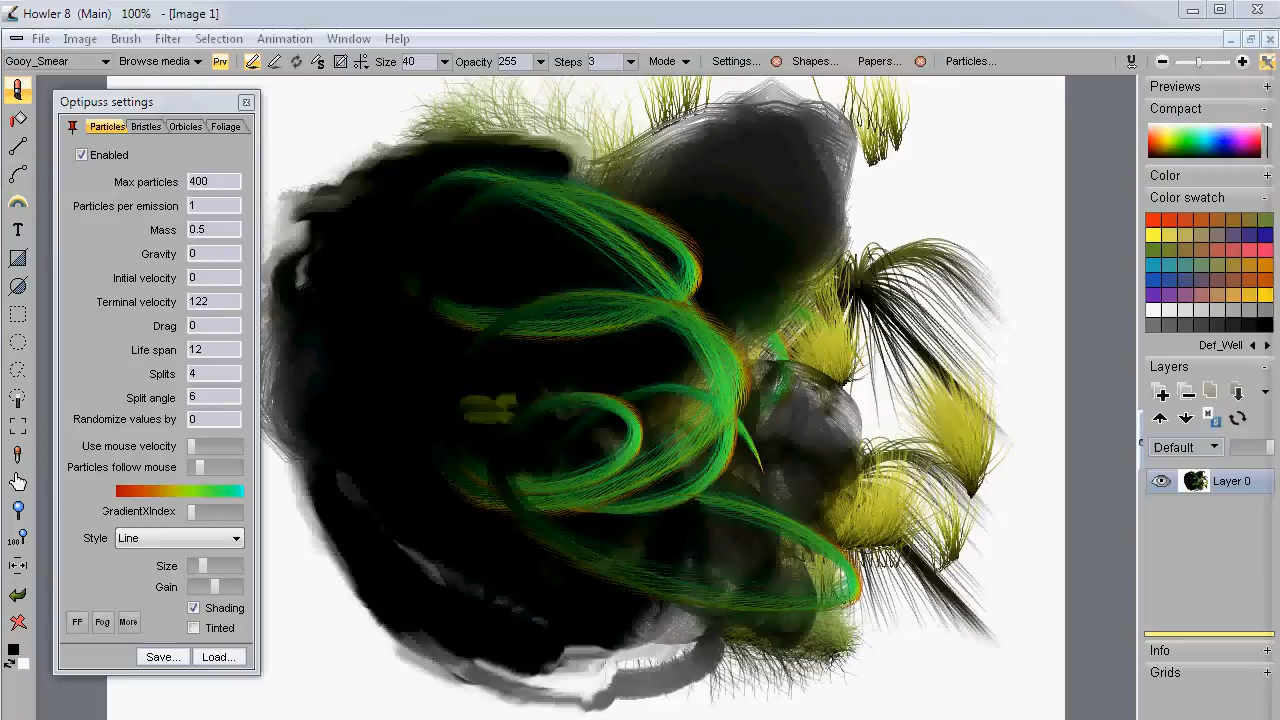 Howler 8 (Main) 100% - [Image 1]
File Image Brush Filter Selection Animation Window Help
Gooy_Smear Browse media Prv Size 40 Opacity 255 Step 3 Mode Settings... Shapes... Papers... Particles...
Optipuss settings
Particles Bristles Orbicles Foliage
Enabled
Max particles 400
Particles per emission 1
Mass 0.5
Gravity 0
Initial velocity 0
Terminal velocity 122
Drag 0
Life span 12
Splits 4
Split angle 6
Randomize values by 0
Use mouse velocity
Particles follow mouse
GradientXIndex
Style Line
Size
Gain
FF Fog More
Shading
Tinted
Save... Load...
T
100
Previews
Compact
Color
Color swatch
Def_Well
Layers
Default
Layer 0
Info
Grids